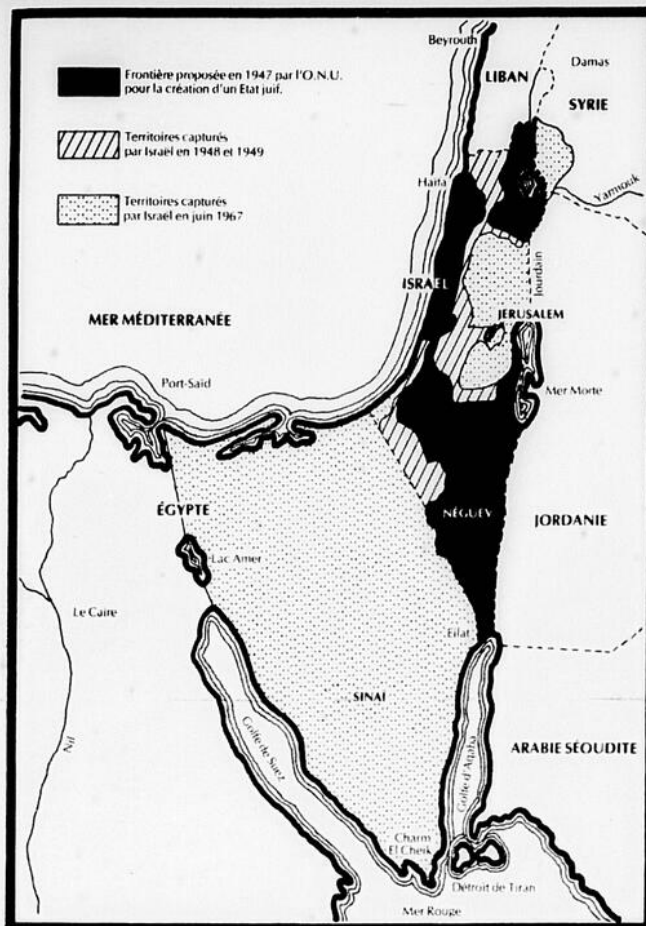 Beyrouth
LIBAN
Damas
SYRIE
Frontière proposée en 1947 par l'O.N.U.
pour la création d'un Etat juif.
Territoires capturés
par Israël en 1948 et 1949
Territoires capturés
par Israël en juin 1967
Haïfa
Yarmouk
Jourdain
ISRAEL
JERUSALEM
MER MÉDITERRANÉE
Port-Saïd
Mer Morte
ÉGYPTE
NÉGUEV
JORDANIE
Lac Amer
Le Caire
Eilat
SINAÏ
Nil
Golfe de Suez
Golfe d'Aqaba
ARABIE SÉOUDITE
Charm
El Cheik
Détroit de Tiran
Mer Rouge